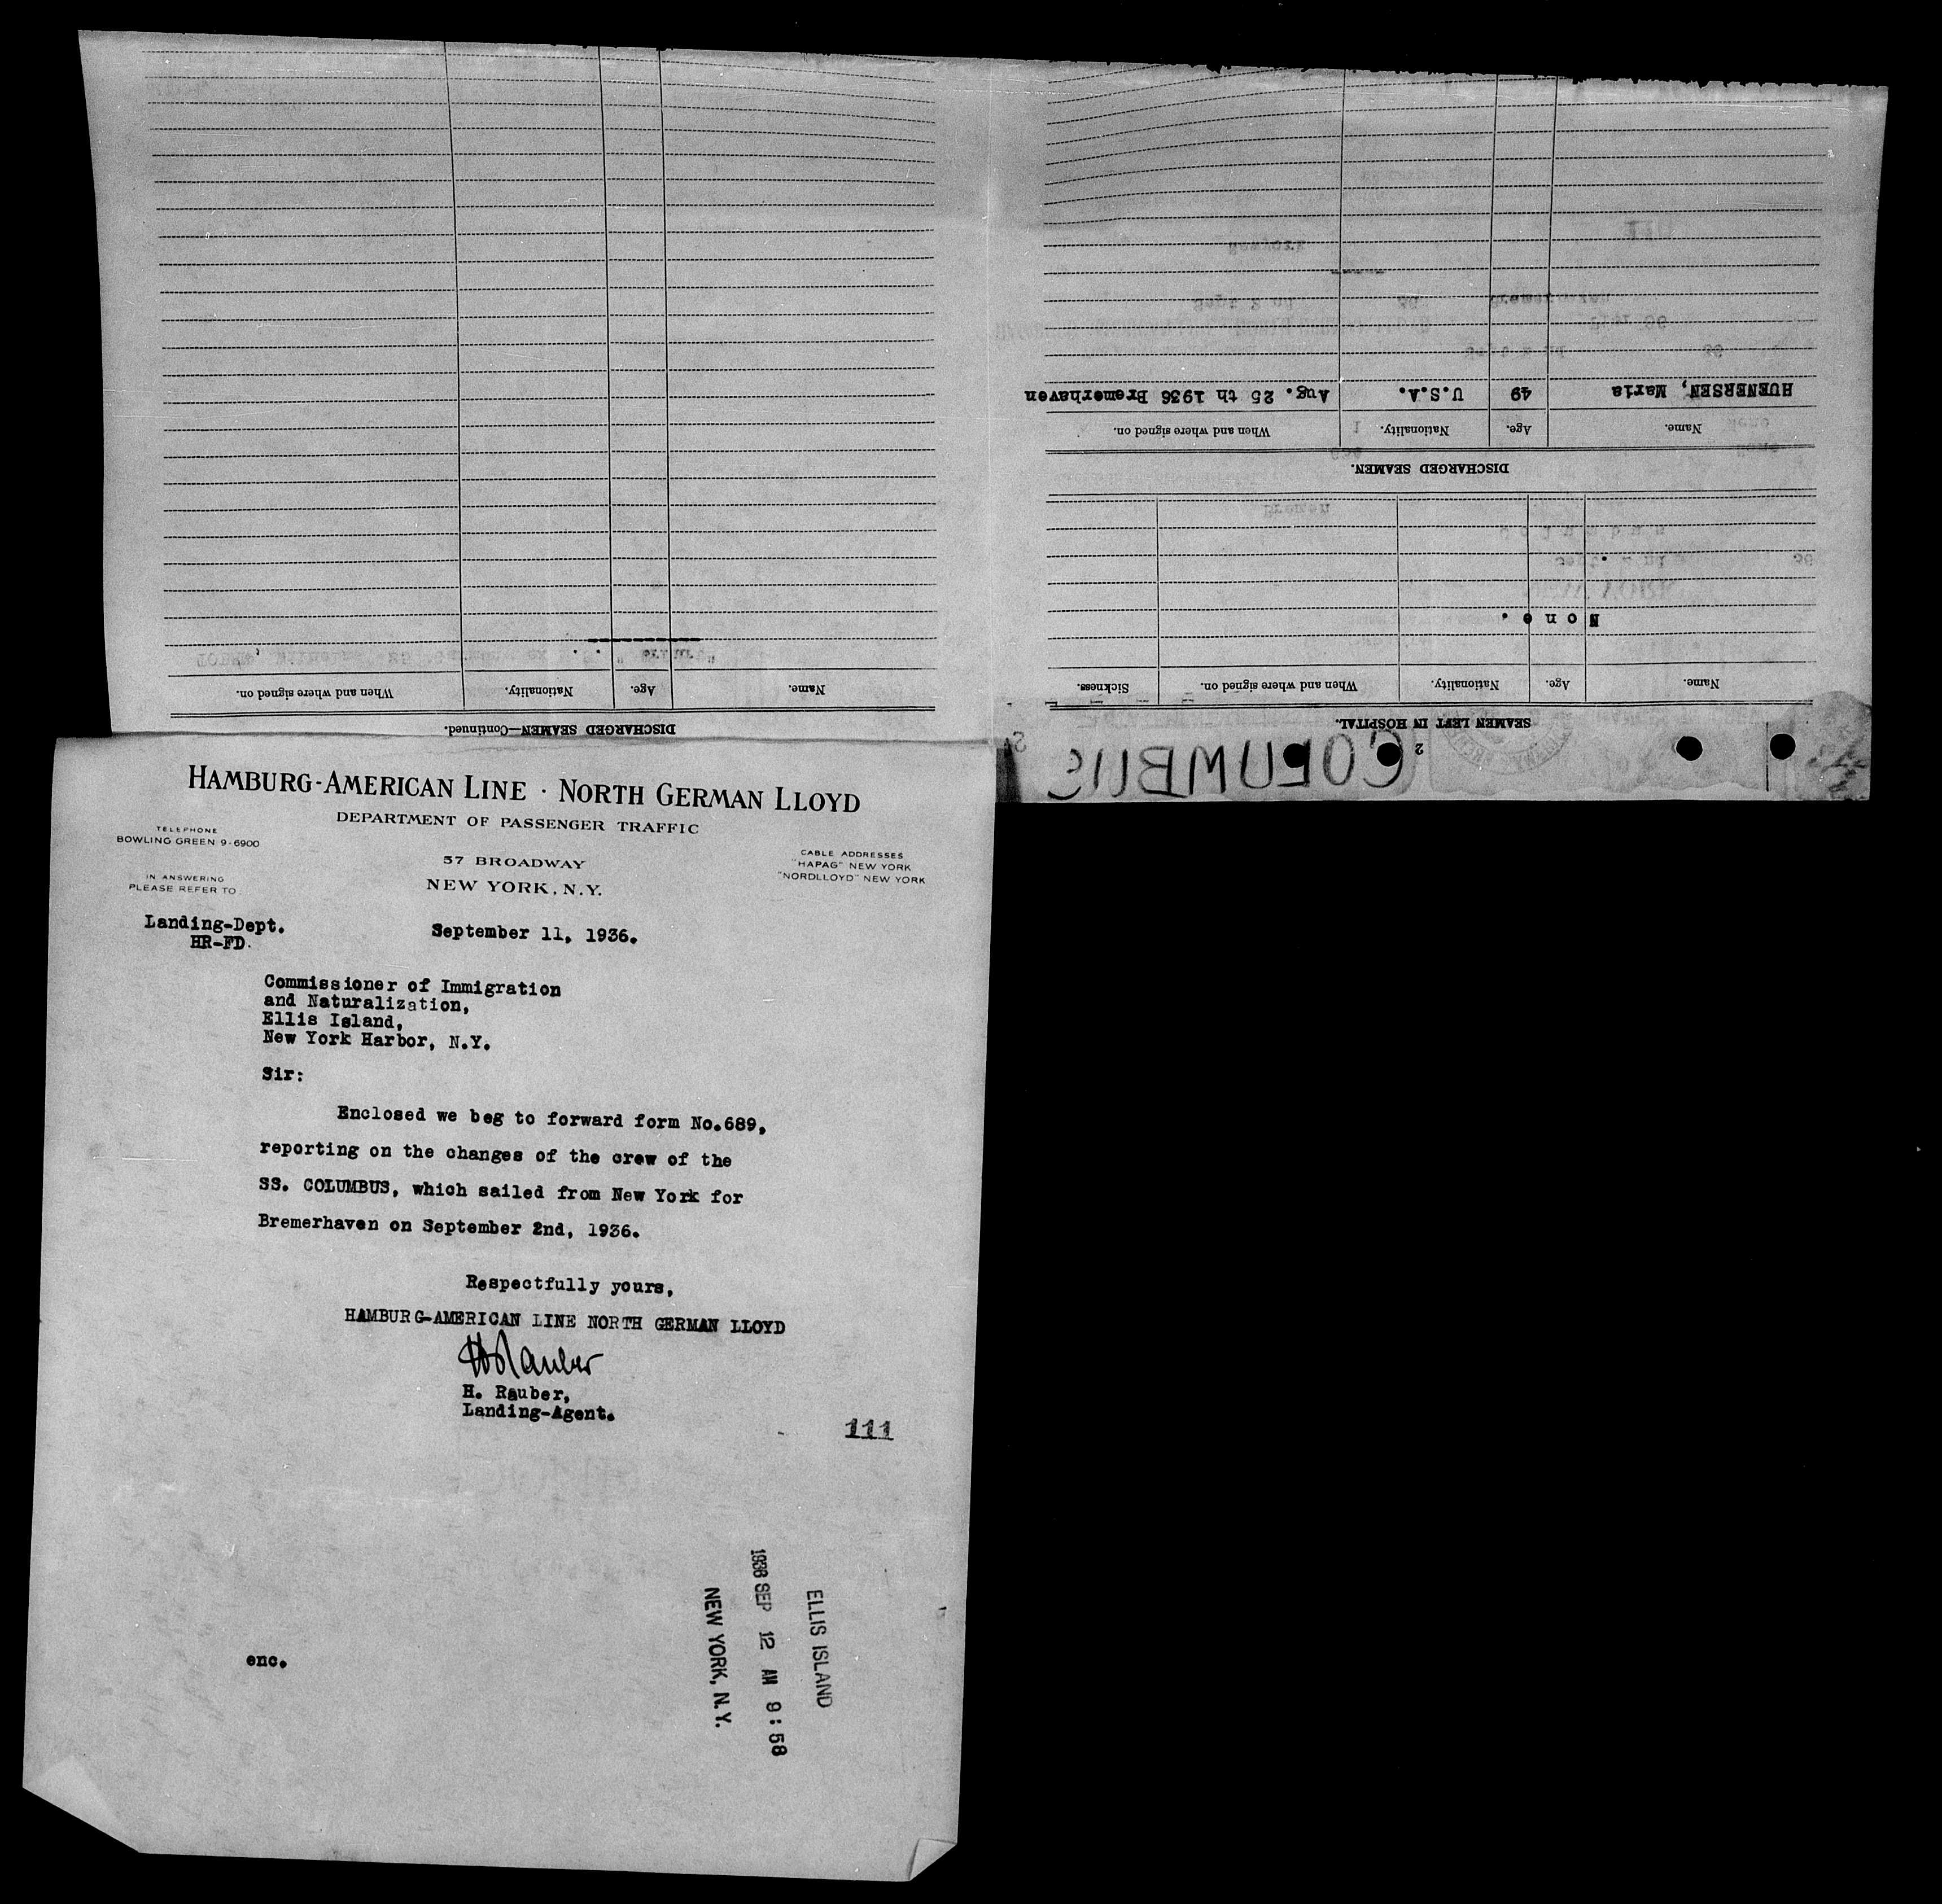 DISCHARGED SEAMEN—Continued.
Name. Age. Nationality. When and where signed on.
2
SEAMEN LEFT IN HOSPITAL.
Name. Age. Nationality. When and where signed on. Sickness.
None.
DISCHARGED SEAMEN.
Name. Age. Nationality. When and where signed on.
HUENERSEN, Maria 49 U.S.A. Aug. 25 th 1936 Bremerhaven
COLUMBUS
HAMBURG-AMERICAN LINE · NORTH GERMAN LLOYD
DEPARTMENT OF PASSENGER TRAFFIC
TELEPHONE
BOWLING GREEN 9-6900
57 BROADWAY
NEW YORK, N.Y.
CABLE ADDRESSES
"HAPAG" NEW YORK
"NORDLLOYD" NEW YORK
IN ANSWERING
PLEASE REFER TO
Landing-Dept.
HR-FD.
September 11, 1936.
Commissioner of Immigration
and Naturalization,
Ellis Island,
New York Harbor, N.Y.
Sir:
Enclosed we beg to forward form No.689,
reporting on the changes of the crew of the
SS. COLUMBUS, which sailed from New York for
Bremerhaven on September 2nd, 1936.
Respectfully yours,
HAMBURG-AMERICAN LINE NORTH GERMAN LLOYD
H Rauber
H. Rauber,
Landing-Agent.
111
enc.
ELLIS ISLAND
1936 SEP 12 AM 9:58
NEW YORK, N.Y.